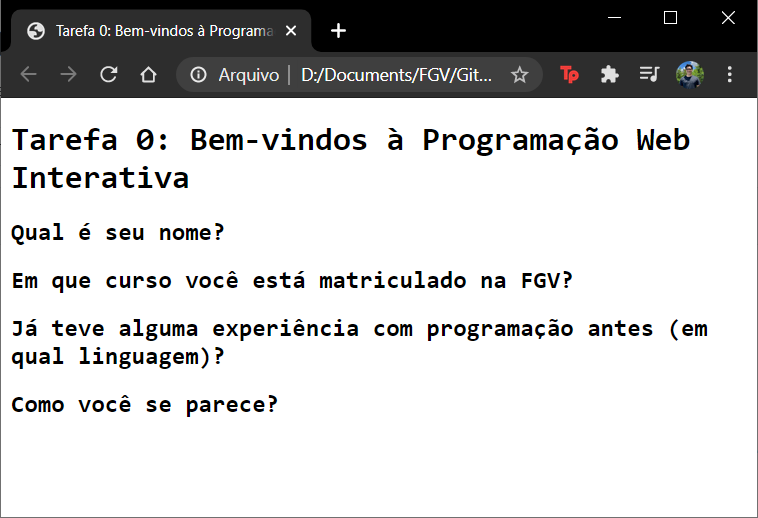 Tarefa 0: Bem-vindos à Programa
Arquivo | D:/Documents/FGV/Git...
Tp
Tarefa 0: Bem-vindos à Programação Web
Interativa
Qual é seu nome?
Em que curso você está matriculado na FGV?
Já teve alguma experiência com programação antes (em
qual linguagem)?
Como você se parece?